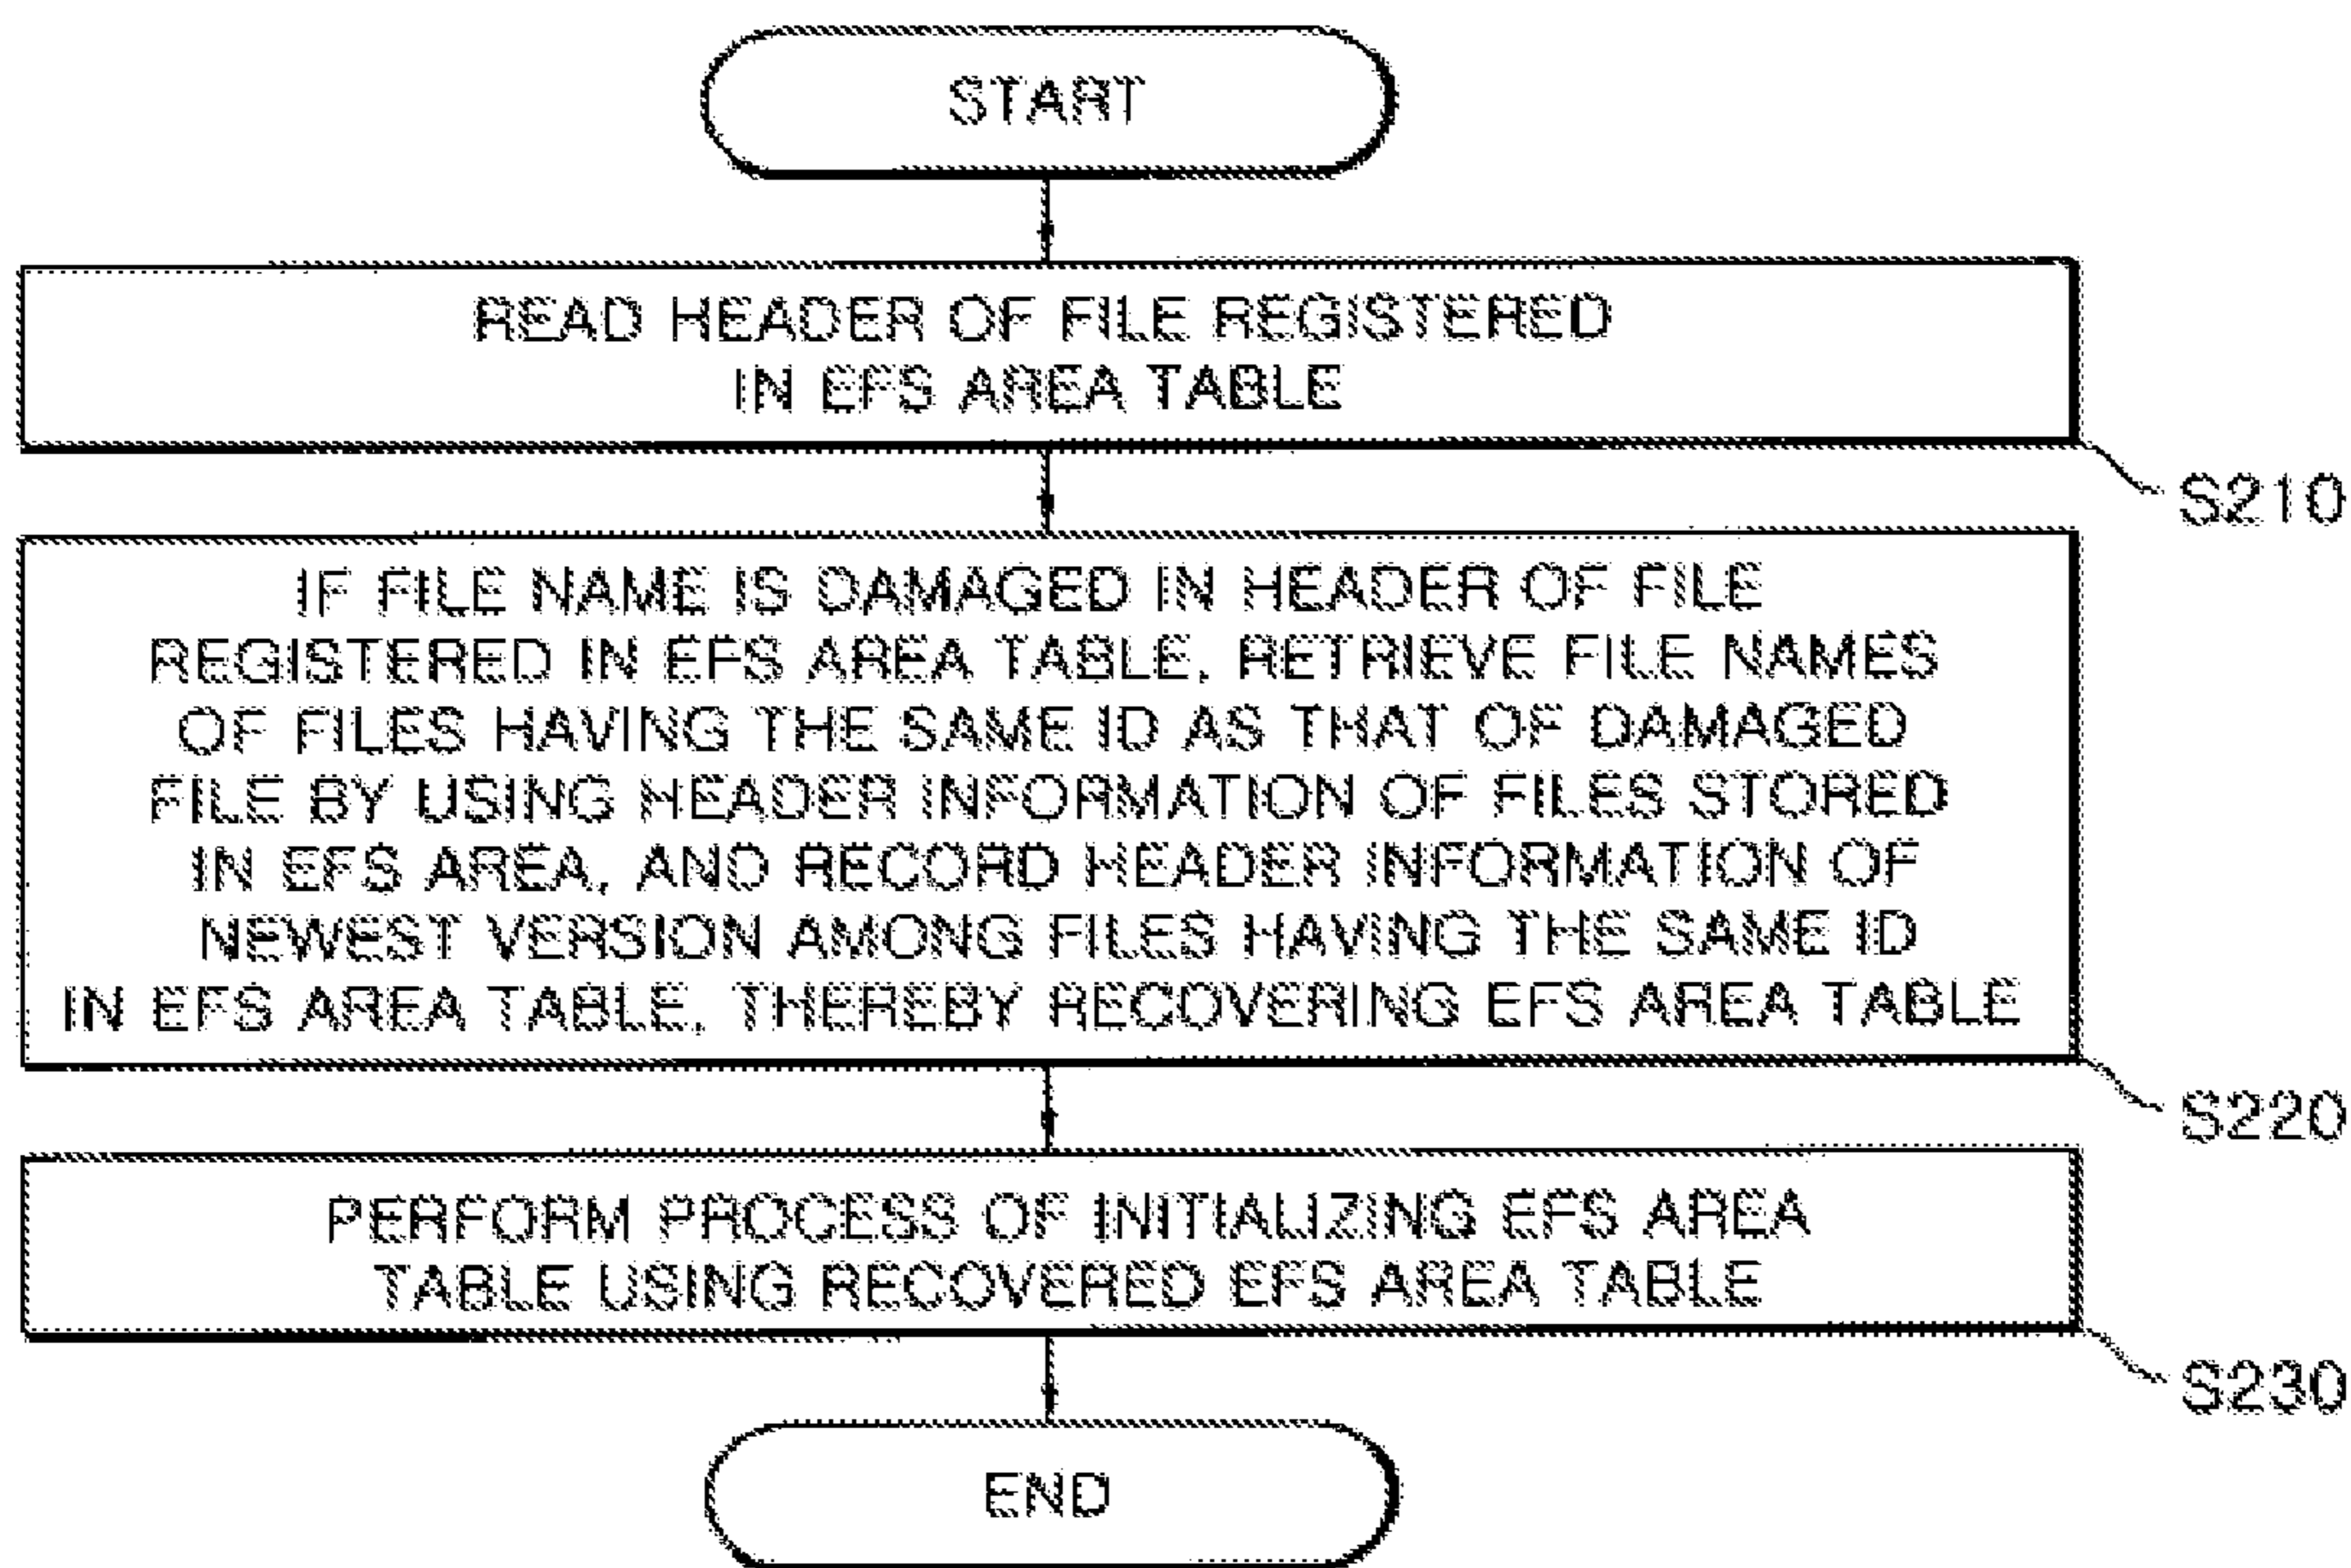 START
READ HEADER OF FILE REGISTERED
IN EFS AREA TABLE
S210
IF FILE NAME IS DAMAGED IN HEADER OF FILE
REGISTERED IN EFS AREA TABLE, RETRIEVE FILE NAMES
OF FILES HAVING THE SAME ID AS THAT OF DAMAGED
FILE BY USING HEADER INFORMATION OF FILES STORED
IN EFS AREA, AND RECORD HEADER INFORMATION OF
NEWEST VERSION AMONG FILES HAVING THE SAME ID
IN EFS AREA TABLE, THEREBY RECOVERING EFS AREA TABLE
S220
PERFORM PROCESS OF INITIALIZING EFS AREA
TABLE USING RECOVERED EFS AREA TABLE
S230
END